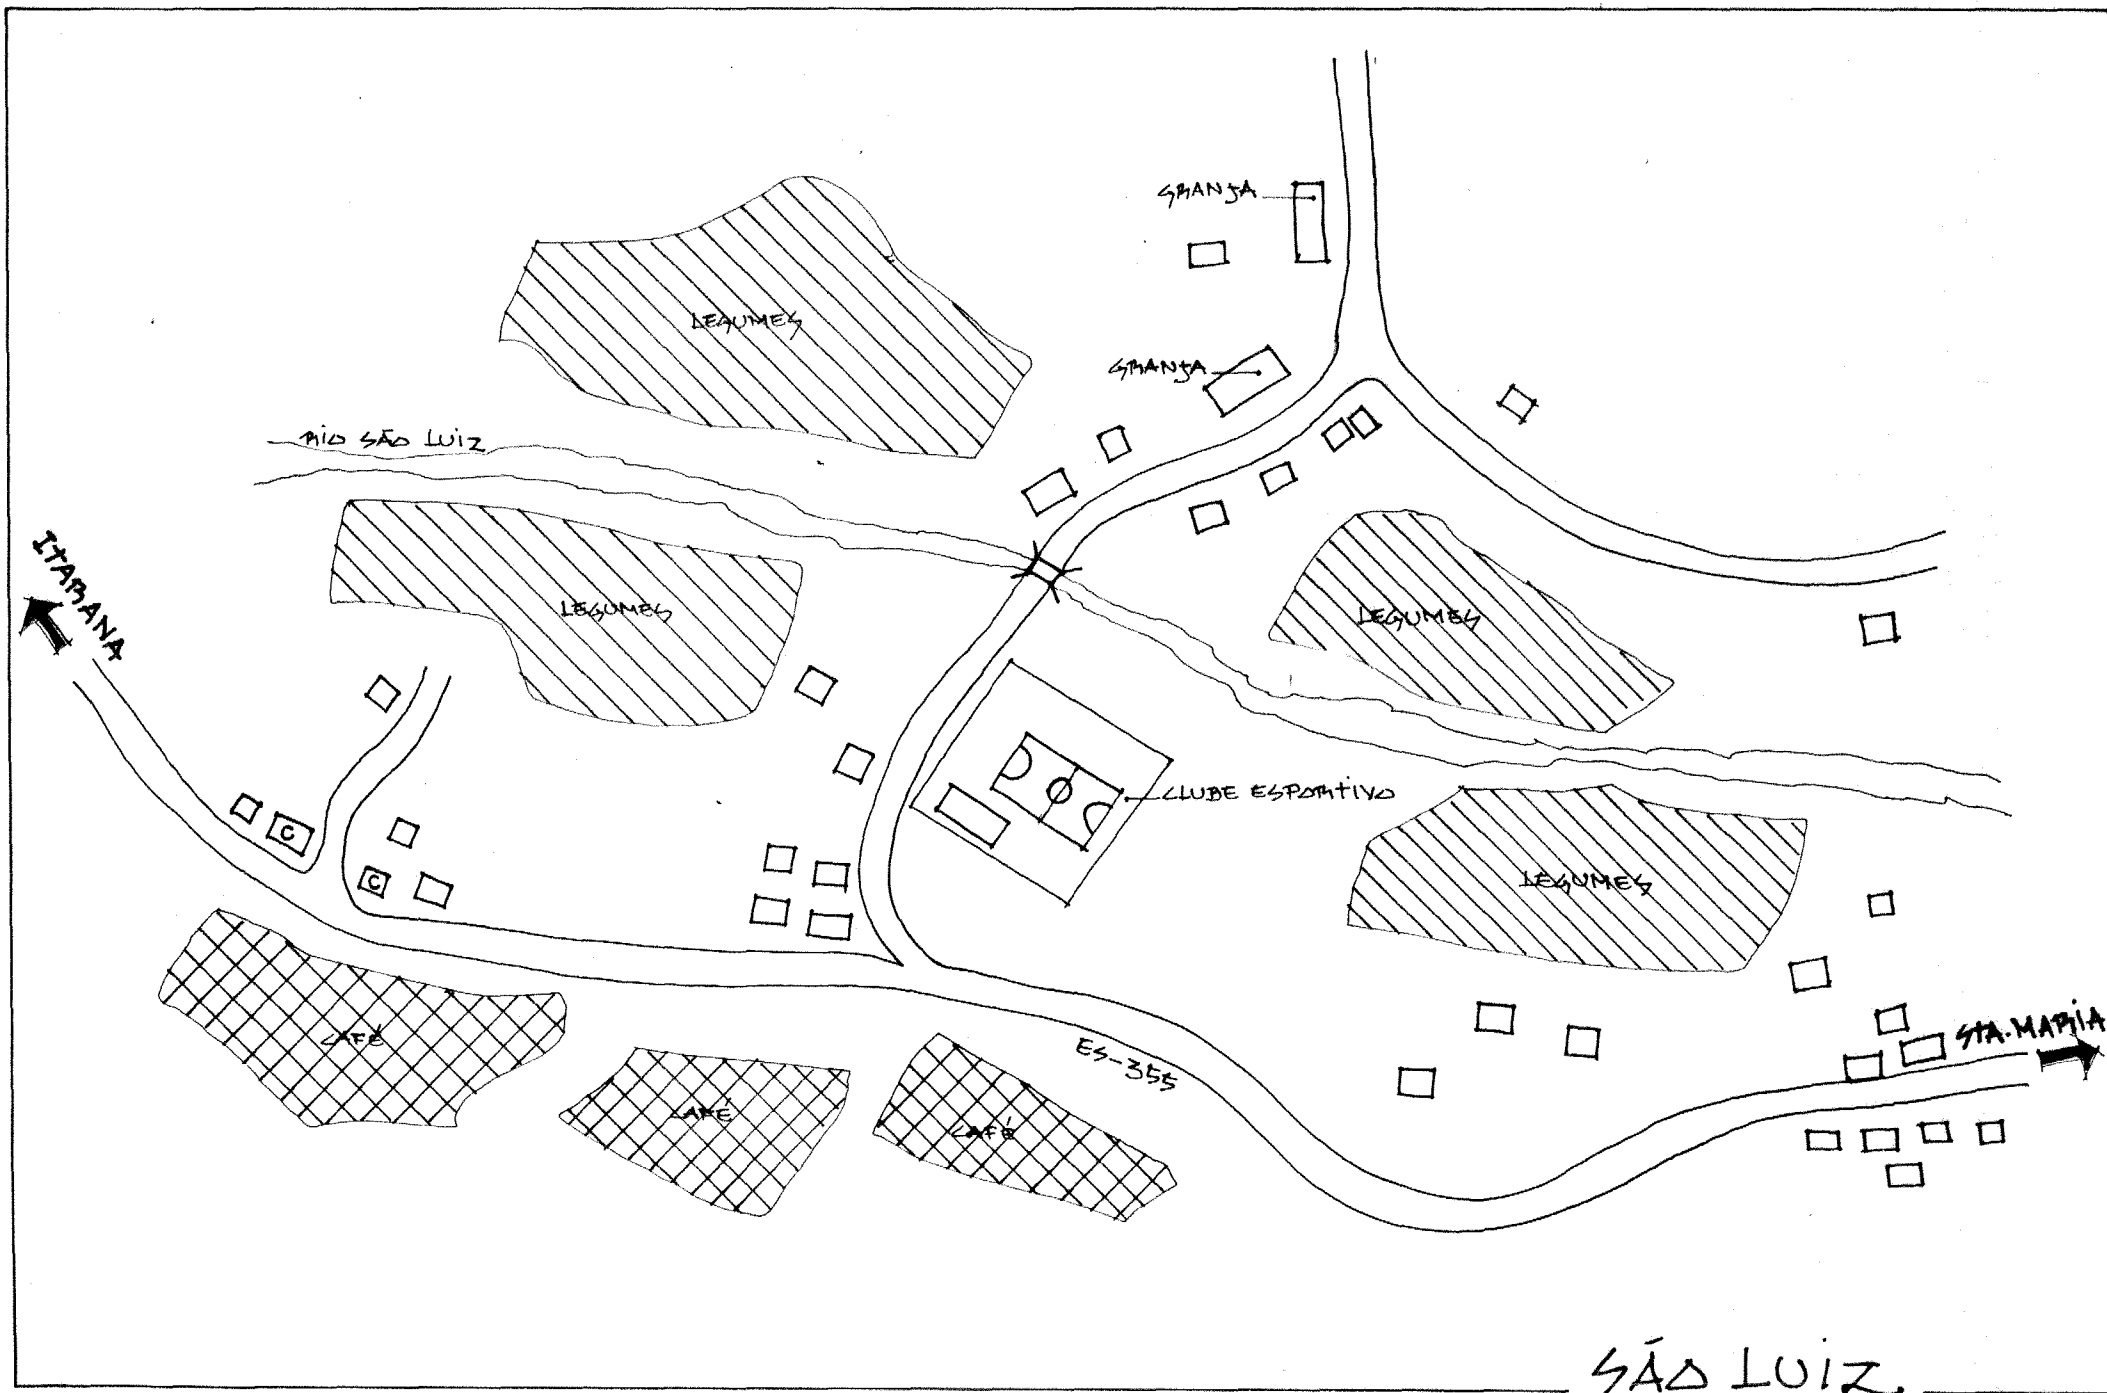 GRANJA
LEGUMES
GRANJA
RIO SÃO LUIZ
ITARANA
LEGUMES
LEGUMES
CLUBE ESPORTIVO
C
C
LEGUMES
CAFÉ
ES-355
STA. MARIA
CAFÉ
CAFÉ
SÃO LUIZ.